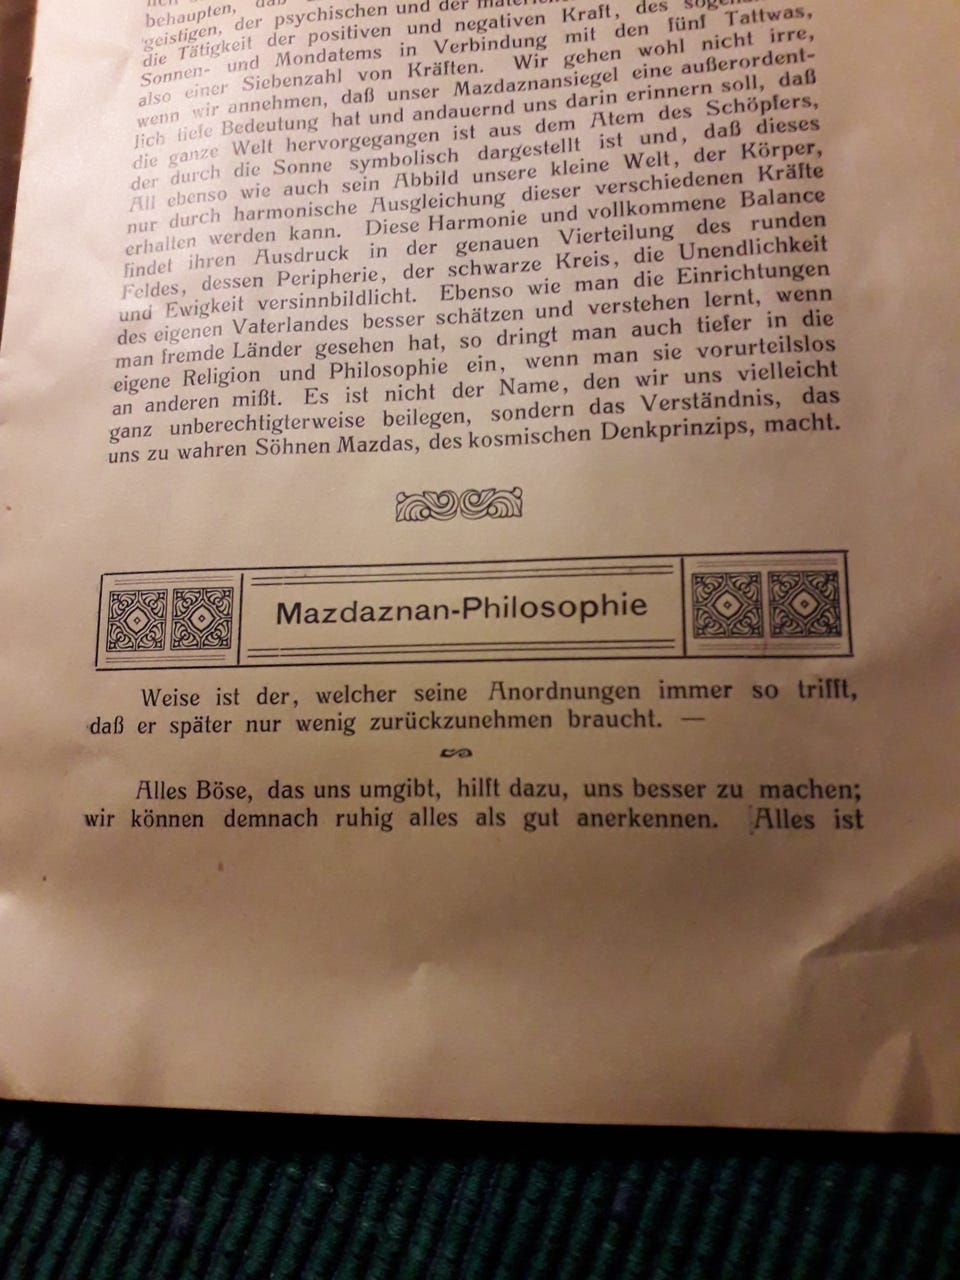 behaupten,
geistigen, der psychischen und der
die Tätigkeit der positiven und negativen Kraft, des
Sonnen- und Mondatems in Verbindung mit den fünf Tattwas,
also einer Siebenzahl von Kräften. Wir gehen wohl nicht irre,
wenn wir annehmen, daß unser Mazdaznansiegel eine außerordent-
lich tiefe Bedeutung hat und andauernd uns darin erinnern soll, daß
die ganze Welt hervorgegangen ist aus dem Atem des Schöpfers,
der durch die Sonne symbolisch dargestellt ist und, daß dieses
All ebenso wie auch sein Abbild unsere kleine Welt, der Körper,
nur durch harmonische Ausgleichung dieser verschiedenen Kräfte
erhalten werden kann. Diese Harmonie und vollkommene Balance
findet ihren Ausdruck in der genauen Vierteilung des runden
Feldes, dessen Peripherie, der schwarze Kreis, die Unendlichkeit
und Ewigkeit versinnbildlicht. Ebenso wie man die Einrichtungen
des eigenen Vaterlandes besser schätzen und verstehen lernt, wenn
man fremde Länder gesehen hat, so dringt man auch tiefer in die
eigene Religion und Philosophie ein, wenn man sie vorurteilslos
an anderen mißt. Es ist nicht der Name, den wir uns vielleicht
ganz unberechtigterweise beilegen, sondern das Verständnis, das
uns zu wahren Söhnen Mazdas, des kosmischen Denkprinzips, macht.
Mazdaznan-Philosophie
Weise ist der, welcher seine Anordnungen immer so trifft,
daß er später nur wenig zurückzunehmen braucht. —
Alles Böse, das uns umgibt, hilft dazu, uns besser zu machen;
wir können demnach ruhig alles als gut anerkennen. Alles ist